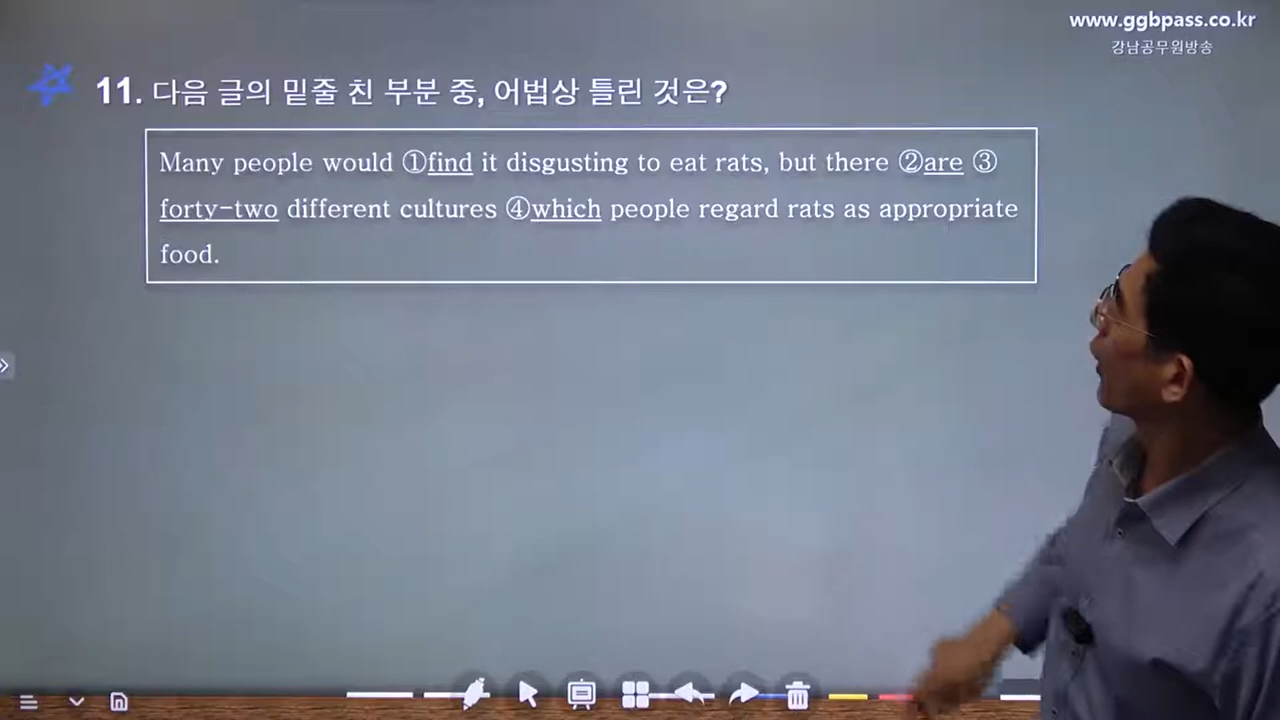 www.ggbpass.co.kr
강남공무원방송
11. 다음 글의 밑줄 친 부분 중, 어법상 틀린 것은?
Many people would ①find it disgusting to eat rats, but there ②are ③
forty-two different cultures ④which people regard rats as appropriate
food.